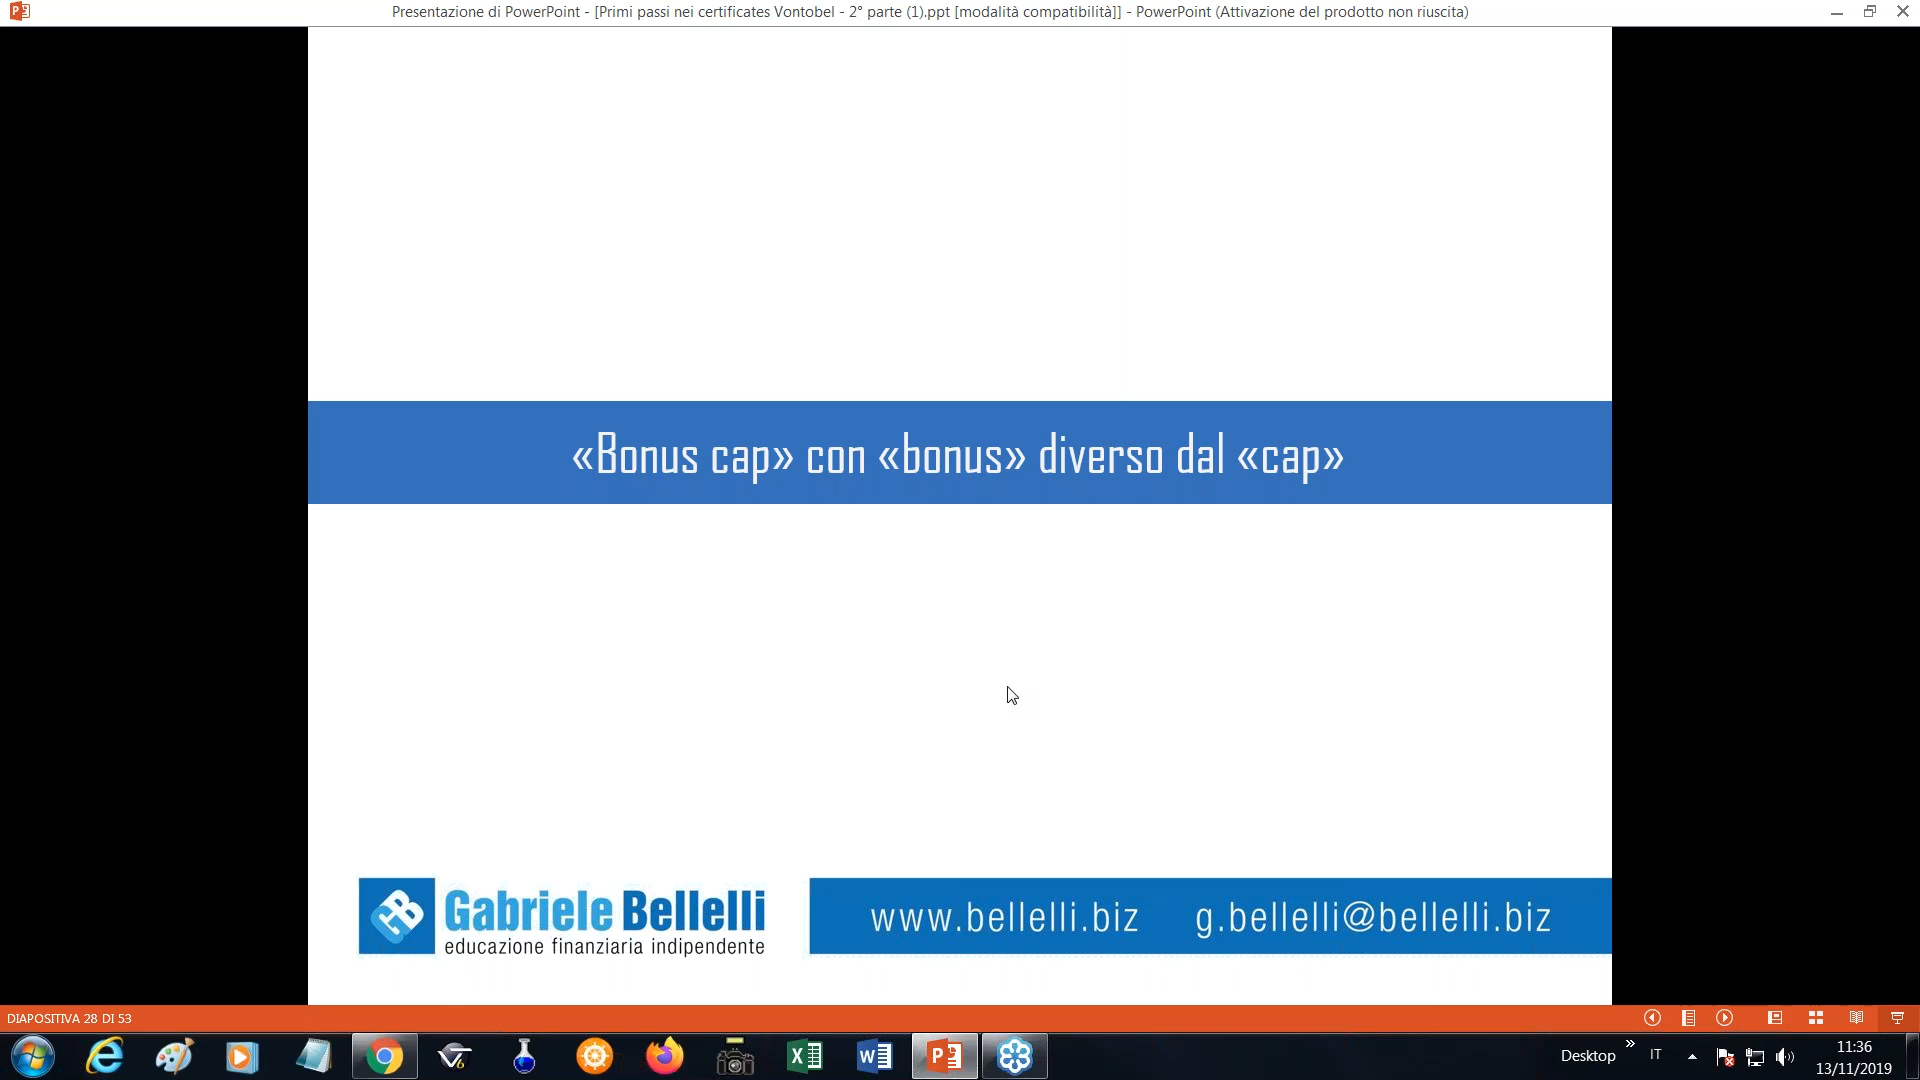 Presentazione di PowerPoint - [Primi passi nei certificates Vontobel - 2° parte (1).ppt [modalità compatibilità]] - PowerPoint (Attivazione del prodotto non riuscita)
«Bonus cap» con «bonus» diverso dal «cap»
Gabriele Bellelli
educazione finanziaria indipendente
www.bellelli.biz g.bellelli@bellelli.biz
DIAPOSITIVA 28 DI 53
Desktop » IT
11:36
13/11/2019